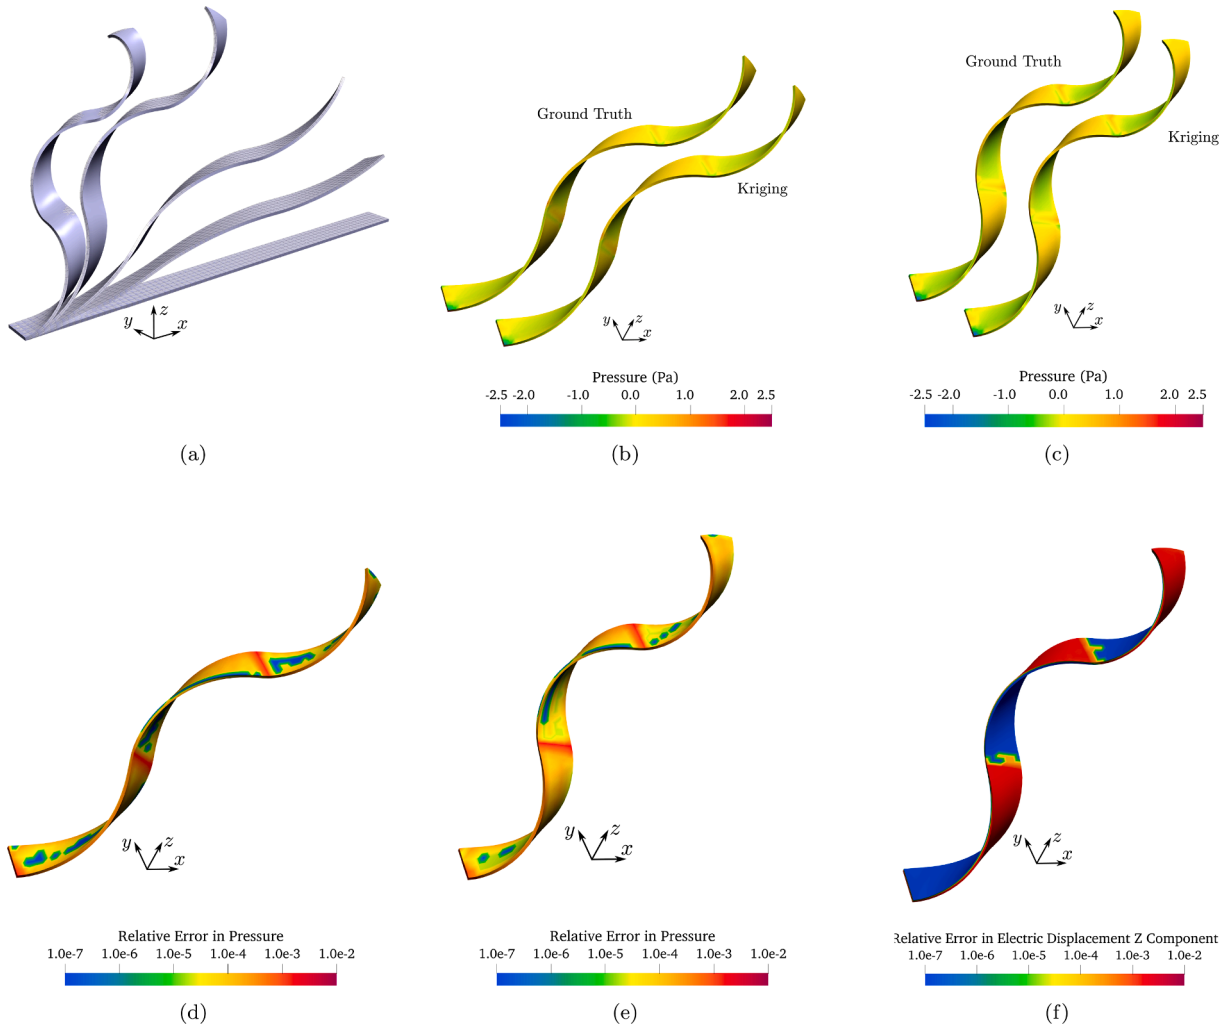 y z x
(a)
Ground Truth
Kriging
y z x
Pressure (Pa)
-2.5 -2.0 -1.0 0.0 1.0 2.0 2.5
(b)
Ground Truth
Kriging
y z x
Pressure (Pa)
-2.5 -2.0 -1.0 0.0 1.0 2.0 2.5
(c)
y z x
Relative Error in Pressure
1.0e-7 1.0e-6 1.0e-5 1.0e-4 1.0e-3 1.0e-2
(d)
y z x
Relative Error in Pressure
1.0e-7 1.0e-6 1.0e-5 1.0e-4 1.0e-3 1.0e-2
(e)
y z x
Relative Error in Electric Displacement Z Component
1.0e-7 1.0e-6 1.0e-5 1.0e-4 1.0e-3 1.0e-2
(f)